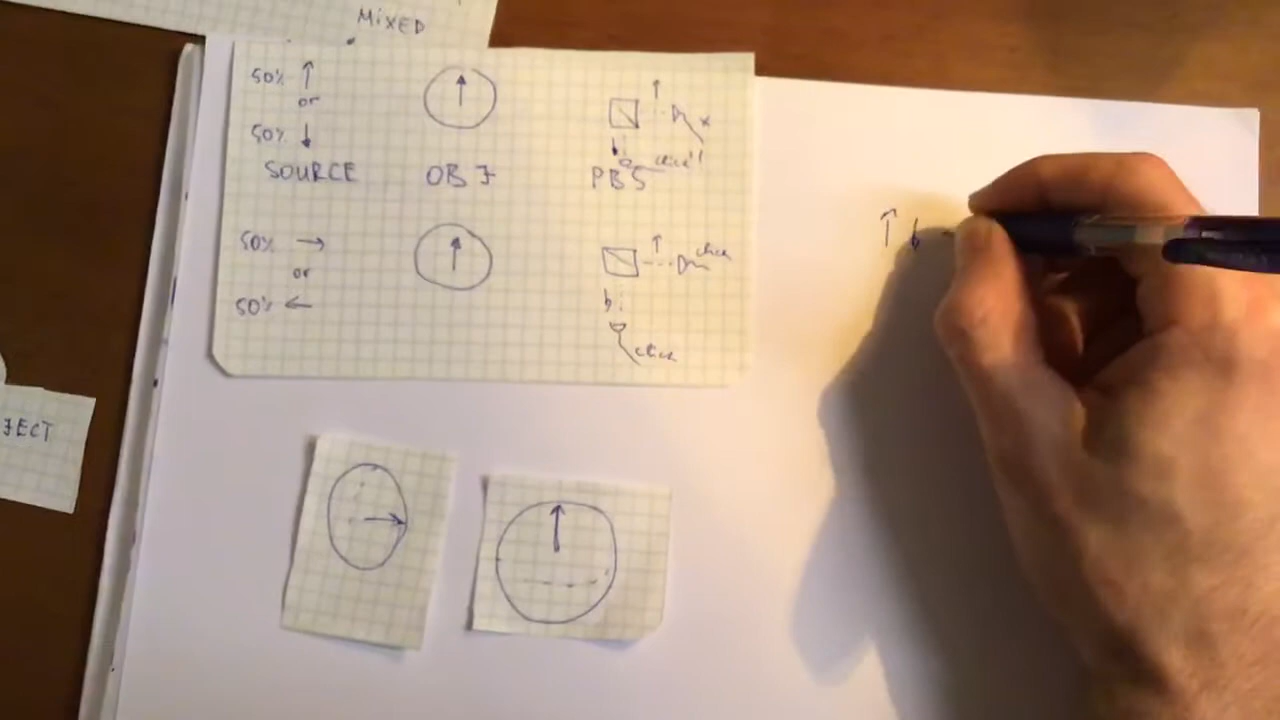 MIXED
50% ↑
or
50% ↓
SOURCE OBJ PBS
click!
50% →
or
50% ←
click
click
JECT